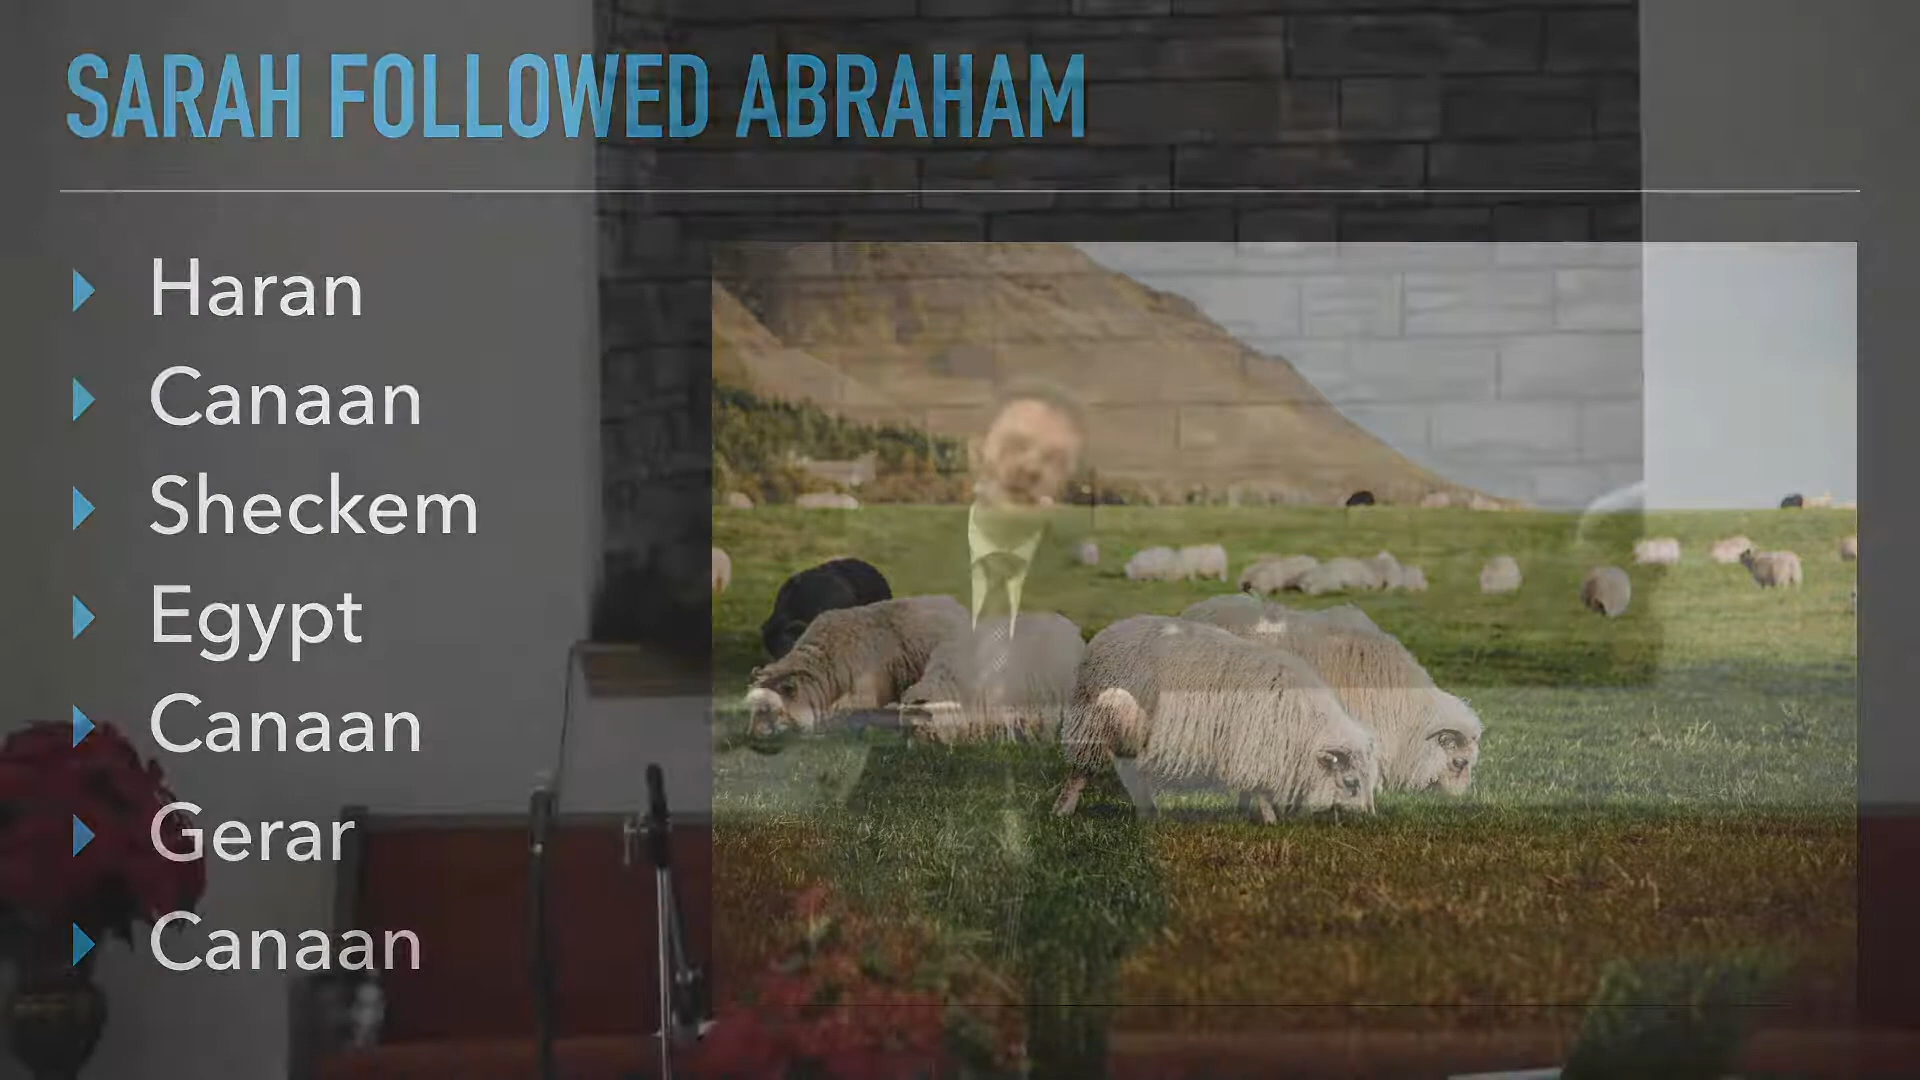 SARAH FOLLOWED ABRAHAM
Haran
Canaan
Sheckem
Egypt
Canaan
Gerar
Canaan